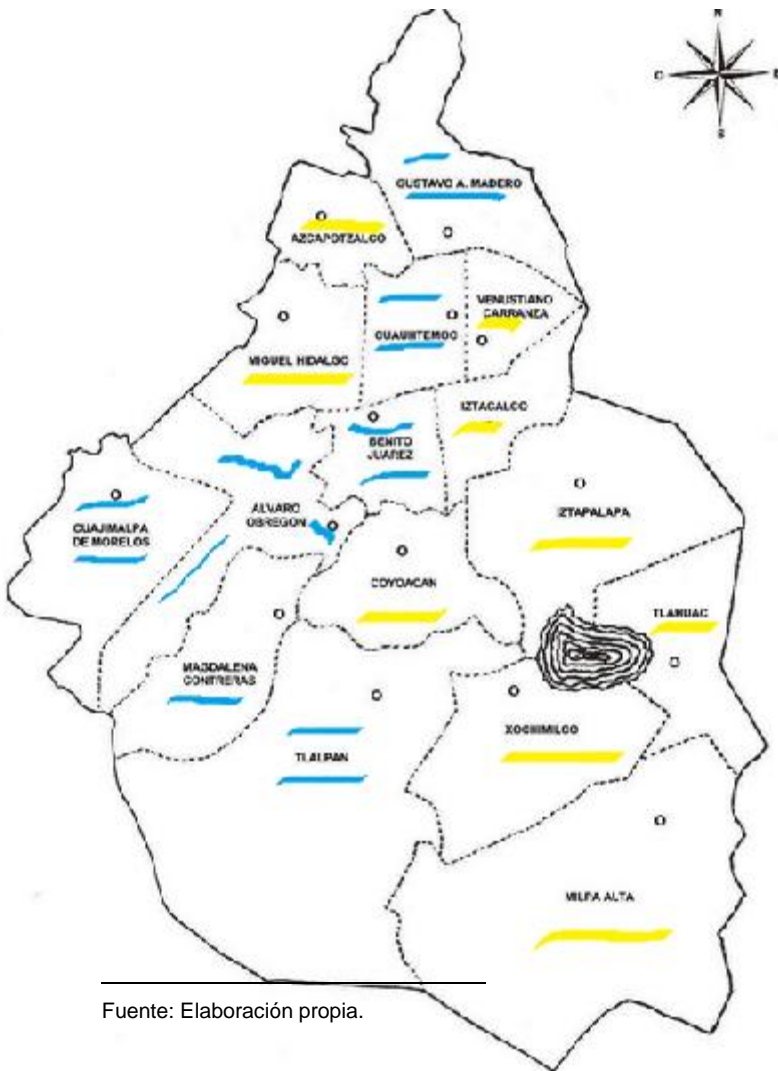 N
O
E
S
GUSTAVO A. MADERO
AZCAPOTZALCO
VENUSTIANO
CARRANZA
CUAUHTEMOC
MIGUEL HIDALGO
IZTACALCO
BENITO
JUAREZ
ALVARO
OBREGON
IZTAPALAPA
CUAJIMALPA
DE MORELOS
COYOACAN
TLAHUAC
MAGDALENA
CONTRERAS
XOCHIMILCO
TLALPAN
MILPA ALTA
Fuente: Elaboración propia.